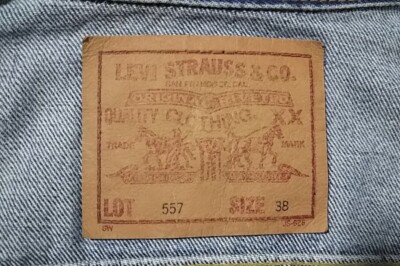 LEVI STRAUSS & CO.
SAN FRANCISCO, CAL.
ORIGINAL RIVETED
QUALITY CLOTHING XX
TRADE MARK
LOT 557 SIZE 38